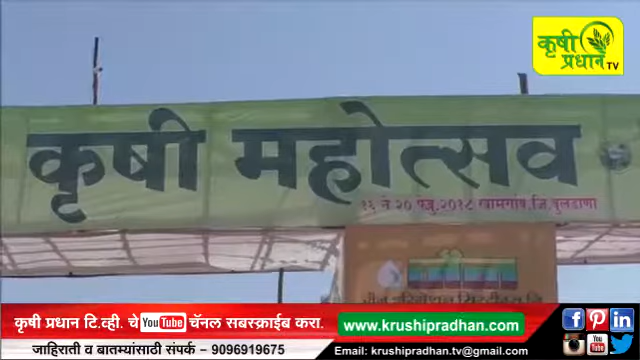 कृषी
प्रधान TV
कृषी महोत्सव
१६ ते २० फेब्रु.२०१८ खामगांव.जि.बुलडाणा
कृषी प्रधान टि.व्ही. चे YouTube चॅनल सबस्क्राईब करा.
www.krushipradhan.com
जाहिराती व बातम्यांसाठी संपर्क - 9096919675
Email: krushipradhan.tv@gmail.com